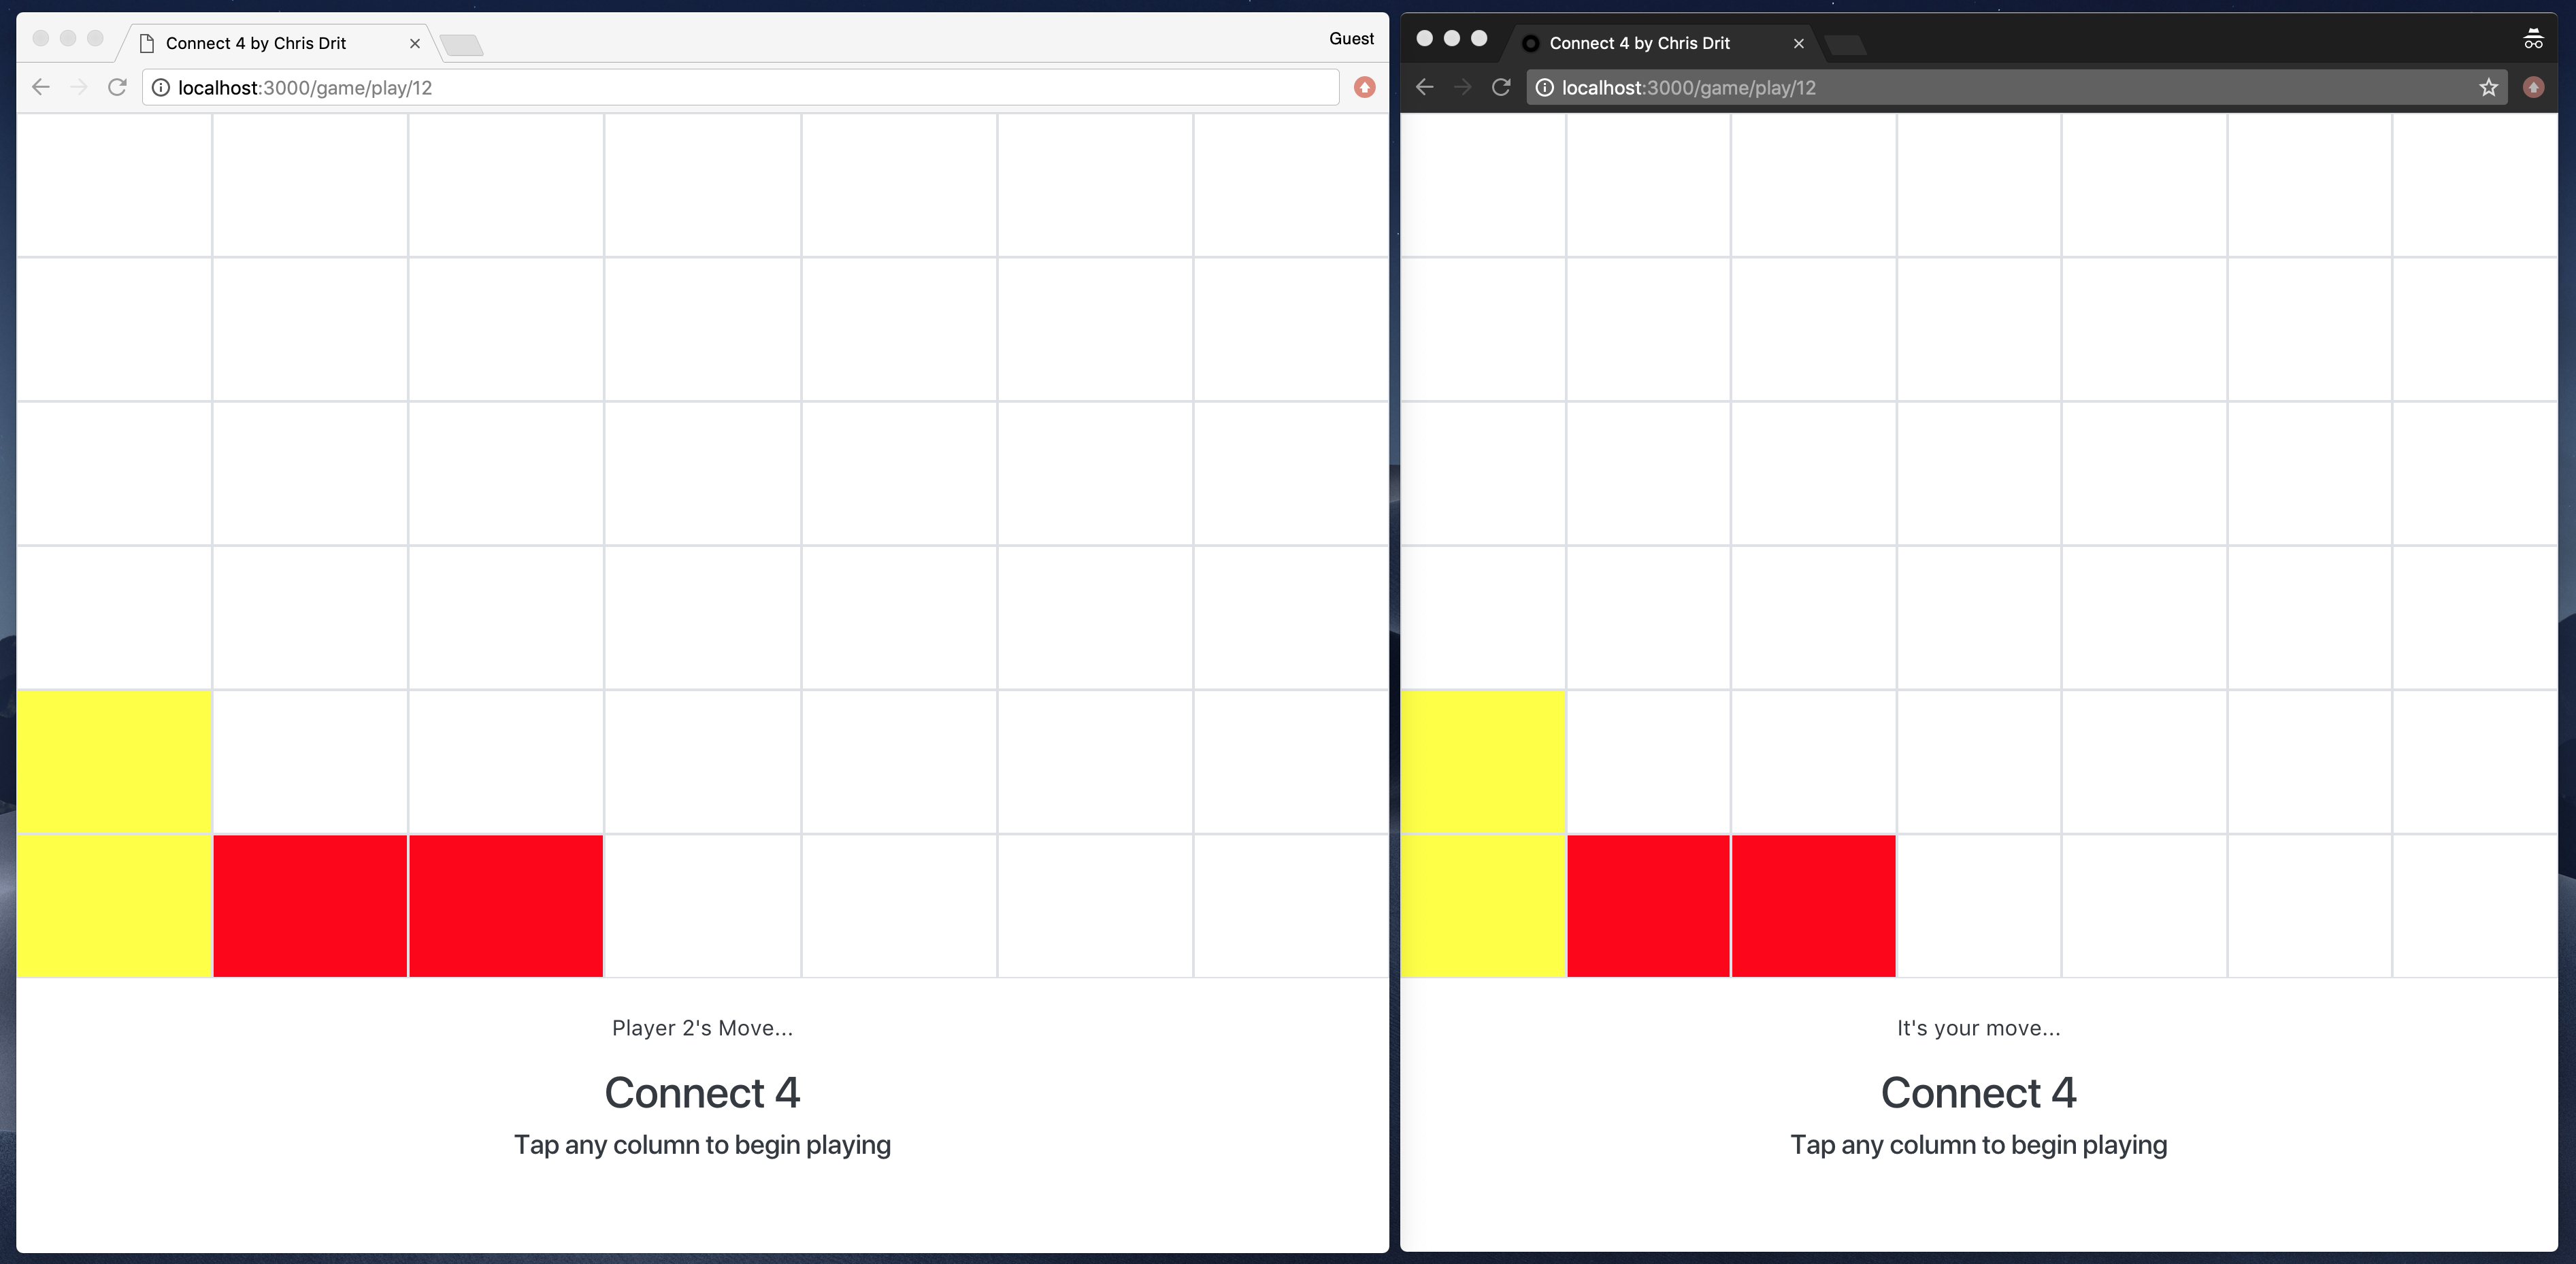 Connect 4 by Chris Drit
Guest
localhost:3000/game/play/12
Player 2's Move...
Connect 4
Tap any column to begin playing
Connect 4 by Chris Drit
localhost:3000/game/play/12
It's your move...
Connect 4
Tap any column to begin playing